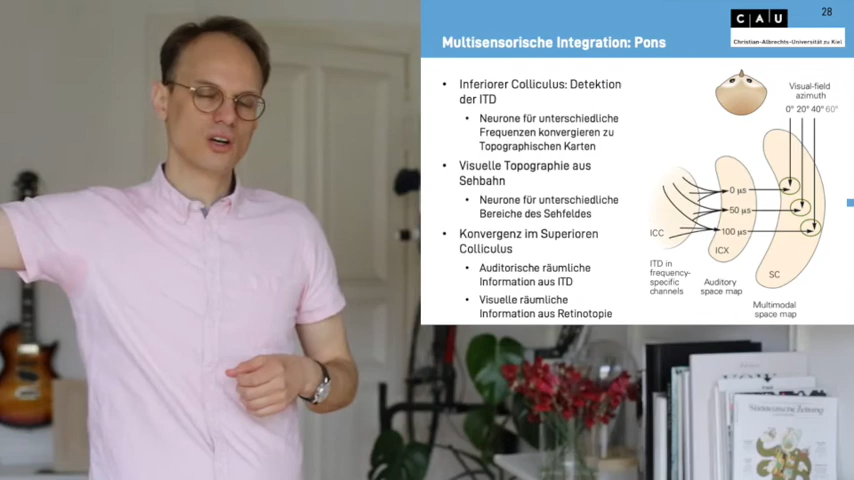 28
CAU
Christian-Albrechts-Universität zu Kiel
Multisensorische Integration: Pons
• Inferiorer Colliculus: Detektion
der ITD
• Neurone für unterschiedliche
Frequenzen konvergieren zu
Topographischen Karten
• Visuelle Topographie aus
Sehbahn
• Neurone für unterschiedliche
Bereiche des Sehfeldes
• Konvergenz im Superioren
Colliculus
• Auditorische räumliche
Information aus ITD
• Visuelle räumliche
Information aus Retinotopie
Visual-field
azimuth
0° 20° 40° 60°
0 µs
50 µs
100 µs
ICC
ICX
SC
ITD in
frequency-
specific
channels
Auditory
space map
Multimodal
space map
Süddeutsche Zeitung